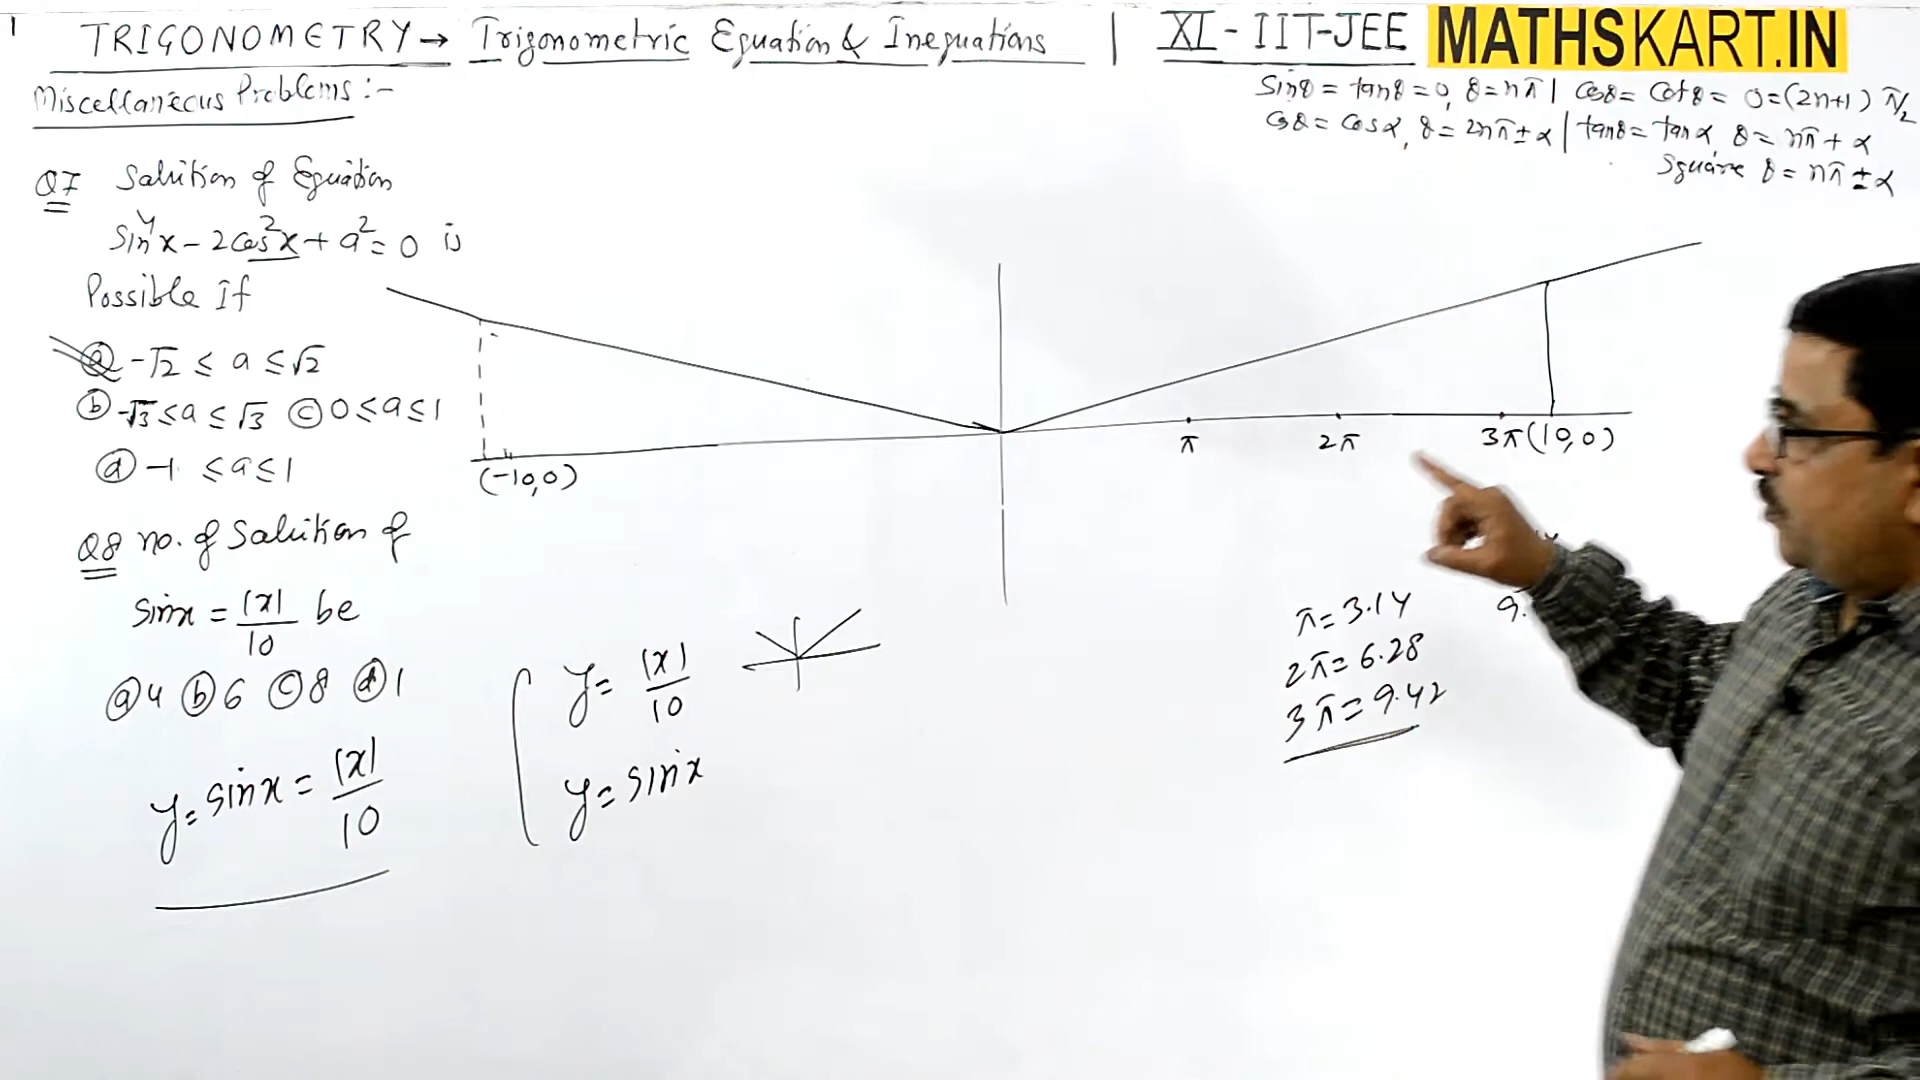 1
TRIGONOMETRY → Trigonometric Equation & Inequations | XI - IIT-JEE MATHSKART.IN
Miscellanecus Problems :-
sinθ = tanθ = 0, θ = nπ | cosθ = cotθ = 0 = (2n+1) π/2
cosθ = cosα, θ = 2nπ ± α | tanθ = tanα, θ = nπ + α
Square θ = nπ ± α
Q7 Solution of Equation
sin⁴x - 2cos²x + a² = 0 is
Possible If
(a) -√2 ≤ a ≤ √2
(b) -√3 ≤ a ≤ √3 (c) 0 ≤ a ≤ 1
(d) -1 ≤ a ≤ 1
(-10,0)
π 2π 3π (10,0)
Q8 no. of Solution of
sinx = |x|/10 be
(a) 4 (b) 6 (c) 8 (d) 1
y = sinx = |x|/10
y = |x|/10
y = sinx
π = 3.14
2π = 6.28
3π = 9.42
9.